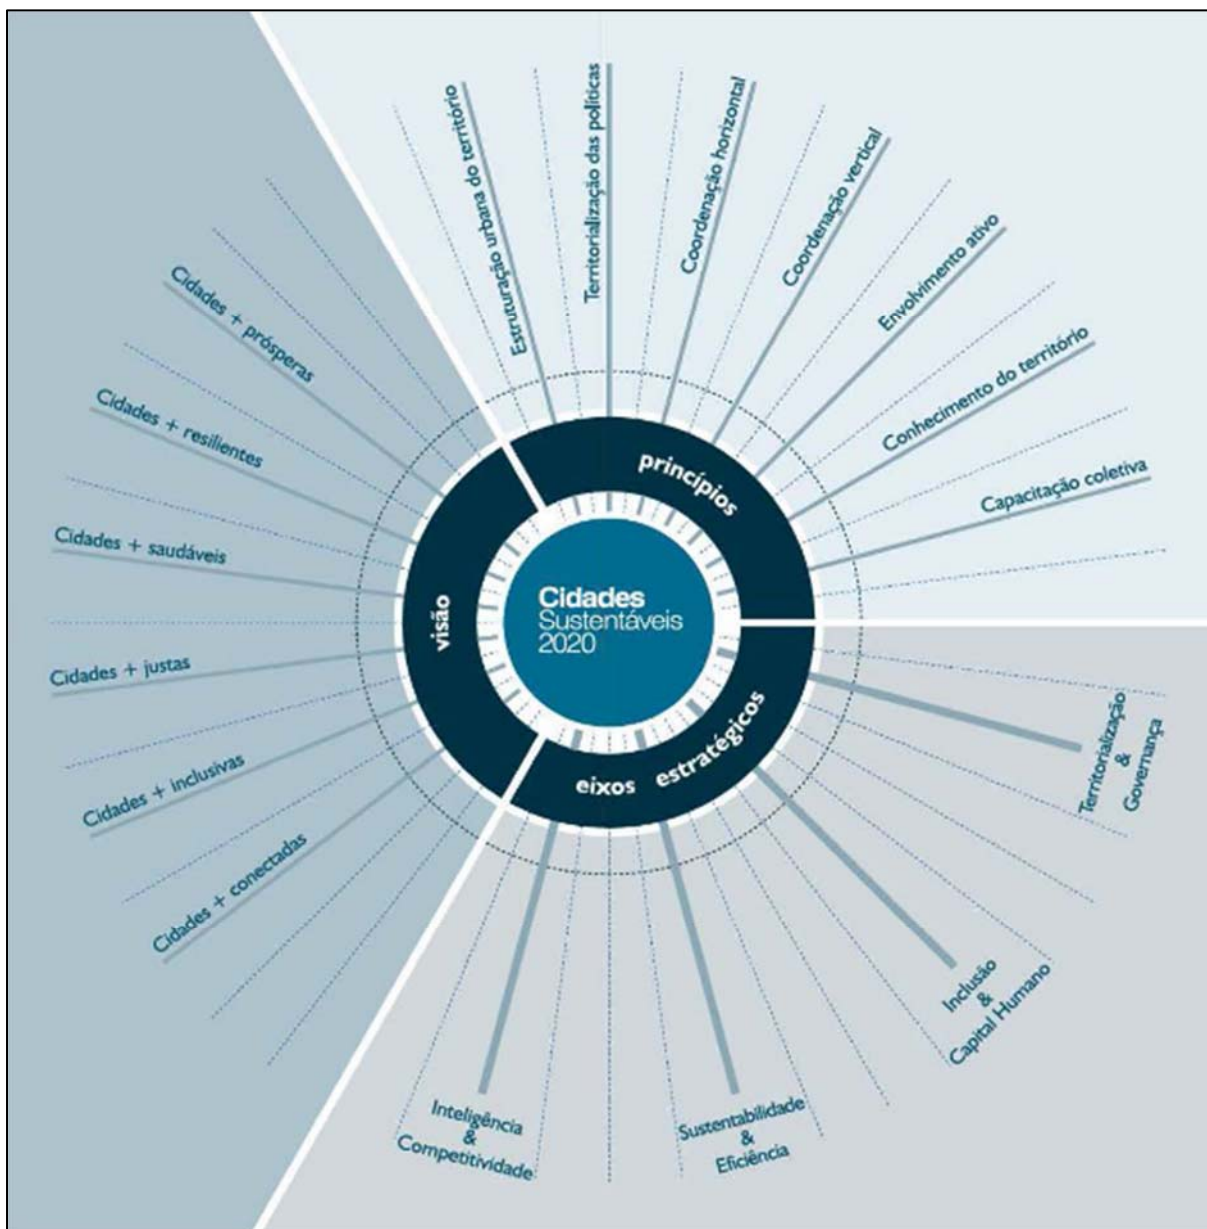 Cidades
Sustentáveis
2020
princípios
Estruturação urbana do território
Territorialização das políticas
Coordenação horizontal
Coordenação vertical
Envolvimento ativo
Conhecimento do território
Capacitação coletiva
eixos estratégicos
Territorialização
&
Governança
Inclusão
&
Capital Humano
Sustentabilidade
&
Eficiência
Inteligência
&
Competitividade
visão
Cidades + prósperas
Cidades + resilientes
Cidades + saudáveis
Cidades + justas
Cidades + inclusivas
Cidades + conectadas